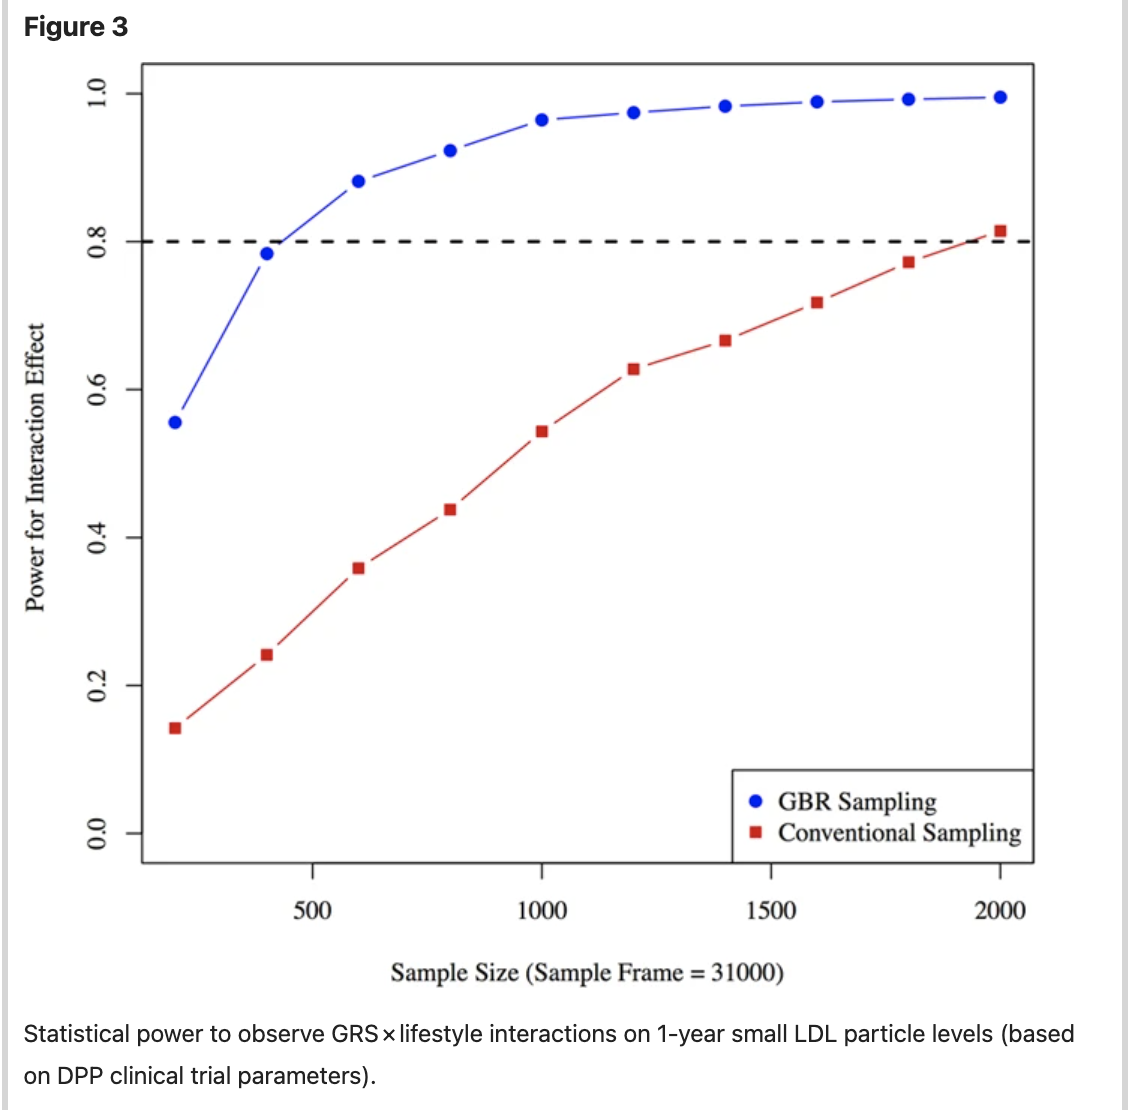 Figure 3
1.0
0.8
0.6
0.4
0.2
0.0
Power for Interaction Effect
GBR Sampling
Conventional Sampling
500 1000 1500 2000
Sample Size (Sample Frame = 31000)
Statistical power to observe GRS×lifestyle interactions on 1-year small LDL particle levels (based
on DPP clinical trial parameters).